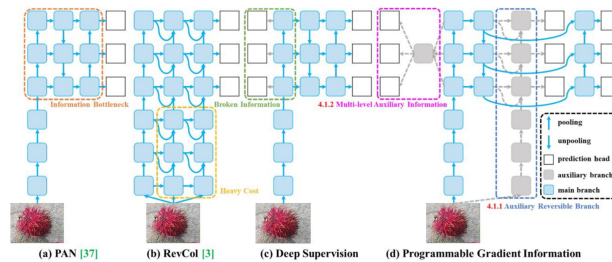 Information Bottleneck
Broken Information
4.1.2 Multi-level Auxiliary Information
Heavy Cost
pooling
unpooling
prediction head
auxiliary branch
main branch
4.1.1 Auxiliary Reversible Branch
(a) PAN [37]
(b) RevCol [3]
(c) Deep Supervision
(d) Programmable Gradient Information